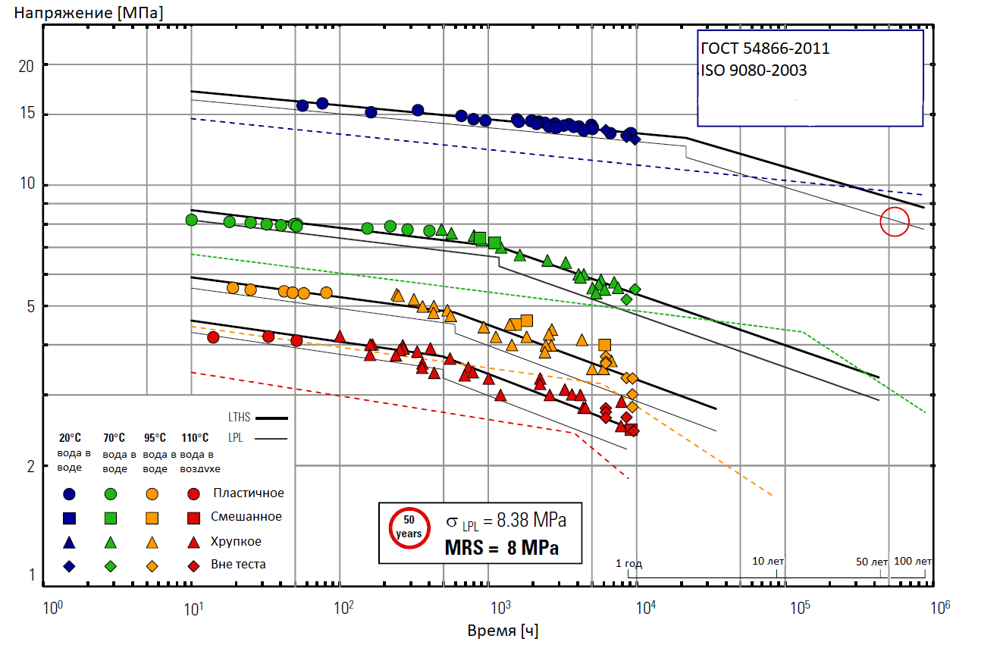 Напряжение [МПа]
ГОСТ 54866-2011
ISO 9080-2003
20
15
10
5
2
1
LTHS
LPL
20°C 70°C 95°C 110°C
вода в воде вода в воде вода в воде вода в воздухе
Пластичное
Смешанное
Хрупкое
Вне теста
50 years
σ LPL = 8.38 MPa
MRS = 8 MPa
1 год 10 лет 50 лет 100 лет
10⁰ 10¹ 10² 10³ 10⁴ 10⁵ 10⁶
Время [ч]